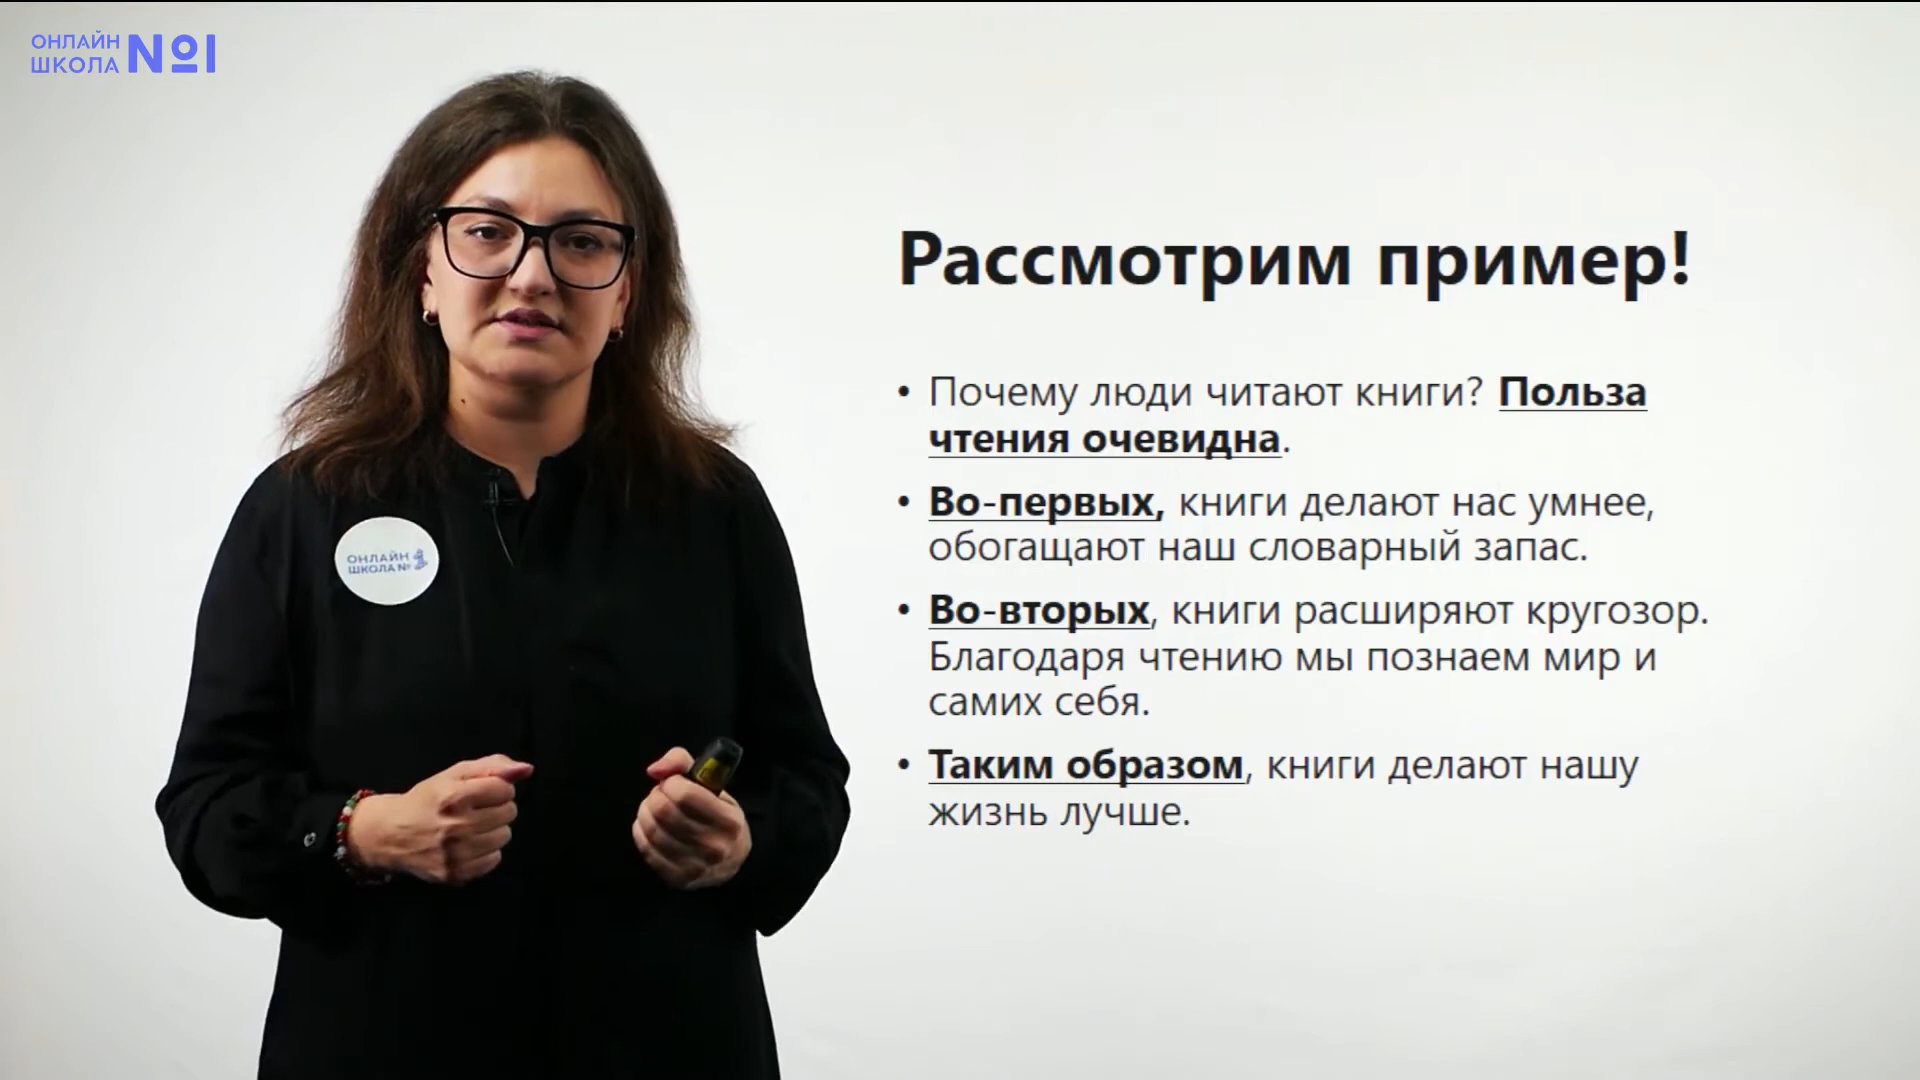 ОНЛАЙН
ШКОЛА №1
Рассмотрим пример!
• Почему люди читают книги? Польза
чтения очевидна.
• Во-первых, книги делают нас умнее,
обогащают наш словарный запас.
• Во-вторых, книги расширяют кругозор.
Благодаря чтению мы познаем мир и
самих себя.
• Таким образом, книги делают нашу
жизнь лучше.
ОНЛАЙН
ШКОЛА №1